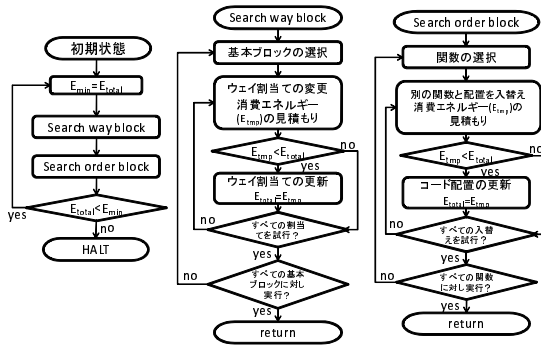 初期状態
Emin=Etotal
Search way block
Search order block
Etotal<Emin
yes
no
HALT
Search way block
基本ブロックの選択
ウェイ割当ての変更
消費エネルギー
(Etmp)の見積もり
Etmp<Etotal
no
yes
ウェイ割当ての更新
Etotal=Etmp
no
すべての割当
てを試行？
yes
no
すべての基本
ブロックに対し
実行？
yes
return
Search order block
関数の選択
別の関数と配置を入替え
消費エネルギー(Etmp)の
見積もり
Etmp<Etotal
no
yes
コード配置の更新
Etotal=Etmp
no
すべての入替
えを試行？
yes
no
すべての関数
に対し実行？
yes
return